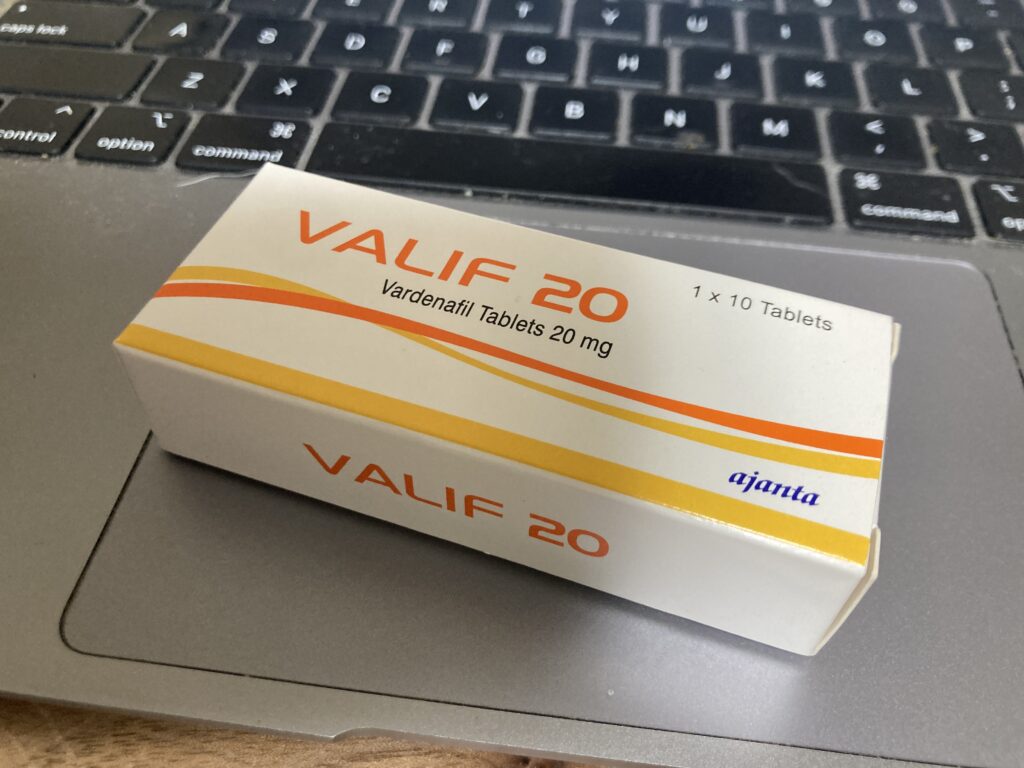 T Y
caps lock A S D F G H J K L
O P
Z X C V B N M < , > .
control option command
command
VALIF 20
Vardenafil Tablets 20 mg
1 x 10 Tablets
ajanta
VALIF 20